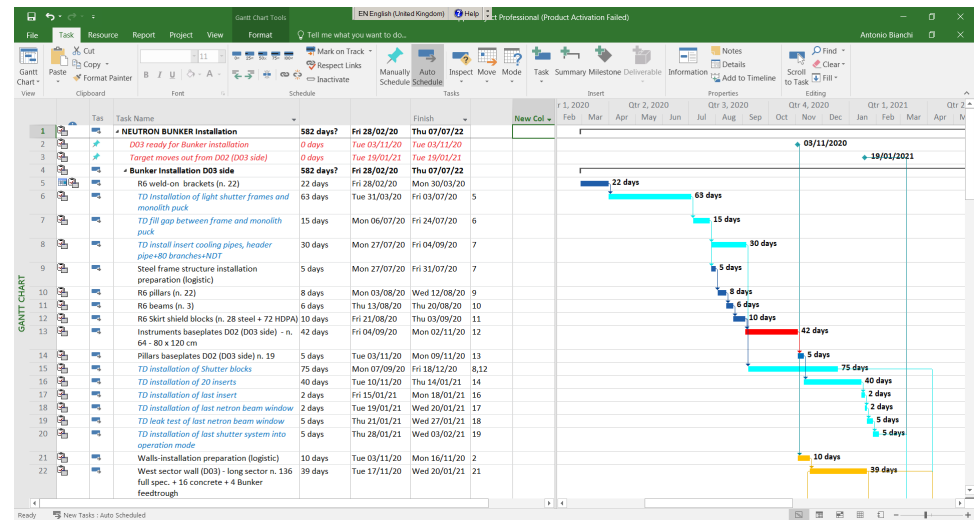 Gantt Chart Tools
EN English (United Kingdom) Help
ct Professional (Product Activation Failed)
File Task Resource Report Project View Format Tell me what you want to do... Antonio Bianchi
Gantt Chart
View
Paste
Cut
Copy
Format Painter
Clipboard
11
B I U A
Font
0% 25% 50% 75% 100%
Mark on Track
Respect Links
Inactivate
Schedule
Manually Schedule
Auto Schedule
Inspect Move Mode
Tasks
Task Summary Milestone Deliverable
Insert
Information
Notes
Details
Add to Timeline
Properties
Scroll to Task
Find
Clear
Fill
Editing
Tas Task Name Finish New Col
r 1, 2020 Qtr 2, 2020 Qtr 3, 2020 Qtr 4, 2020 Qtr 1, 2021 Qtr 2,
Feb Mar Apr May Jun Jul Aug Sep Oct Nov Dec Jan Feb Mar Apr M
GANTT CHART
1 NEUTRON BUNKER Installation 582 days? Fri 28/02/20 Thu 07/07/22
2 D03 ready for Bunker installation 0 days Tue 03/11/20 Tue 03/11/20 03/11/2020
3 Target moves out from D02 (D03 side) 0 days Tue 19/01/21 Tue 19/01/21 19/01/2021
4 Bunker Installation D03 side 582 days? Fri 28/02/20 Thu 07/07/22
5 R6 weld-on brackets (n. 22) 22 days Fri 28/02/20 Mon 30/03/20 22 days
6 TD Installation of light shutter frames and 63 days Tue 31/03/20 Fri 03/07/20 5 63 days
monolith puck
7 TD fill gap between frame and monolith 15 days Mon 06/07/20 Fri 24/07/20 6 15 days
puck
8 TD install insert cooling pipes, header 30 days Mon 27/07/20 Fri 04/09/20 7 30 days
pipe+80 branches+NDT
9 Steel frame structure installation 5 days Mon 27/07/20 Fri 31/07/20 7 5 days
preparation (logistic)
10 R6 pillars (n. 22) 8 days Mon 03/08/20 Wed 12/08/20 9 8 days
11 R6 beams (n. 3) 6 days Thu 13/08/20 Thu 20/08/20 10 6 days
12 R6 Skirt shield blocks (n. 28 steel + 72 HDPA) 10 days Fri 21/08/20 Thu 03/09/20 11 10 days
13 Instruments baseplates D02 (D03 side) - n. 42 days Fri 04/09/20 Mon 02/11/20 12 42 days
64 - 80 x 120 cm
14 Pillars baseplates D02 (D03 side) n. 19 5 days Tue 03/11/20 Mon 09/11/20 13 5 days
15 TD installation of Shutter blocks 75 days Mon 07/09/20 Fri 18/12/20 8,12 75 days
16 TD installation of 20 inserts 40 days Tue 10/11/20 Thu 14/01/21 14 40 days
17 TD installation of last insert 2 days Fri 15/01/21 Mon 18/01/21 16 2 days
18 TD installation of last netron beam window 2 days Tue 19/01/21 Wed 20/01/21 17 2 days
19 TD leak test of last netron beam window 5 days Thu 21/01/21 Wed 27/01/21 18 5 days
20 TD installation of last shutter system into 5 days Thu 28/01/21 Wed 03/02/21 19 5 days
operation mode
21 Walls-installation preparation (logistic) 10 days Tue 03/11/20 Mon 16/11/20 2 10 days
22 West sector wall (D03) - long sector n. 136 39 days Tue 17/11/20 Wed 20/01/21 21 39 days
full spec. + 16 concrete + 4 Bunker
feedtrough
Ready New Tasks : Auto Scheduled